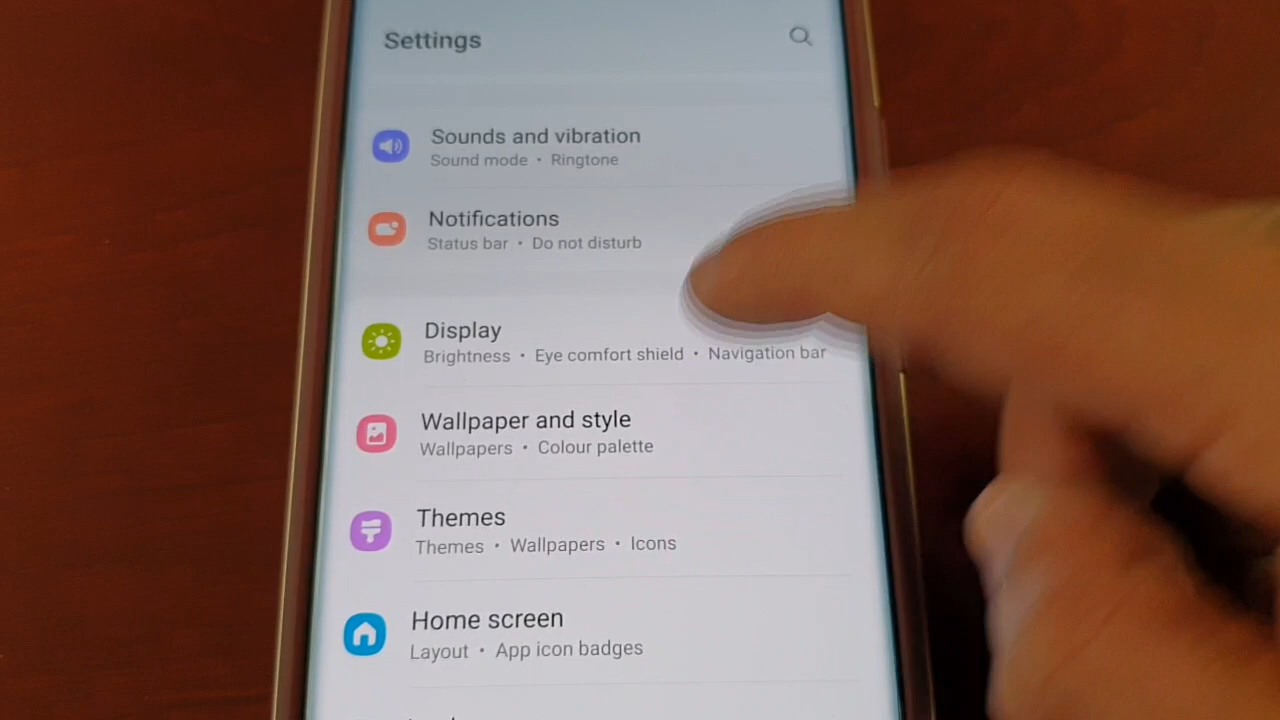 Settings
Sounds and vibration
Sound mode • Ringtone
Notifications
Status bar • Do not disturb
Display
Brightness • Eye comfort shield • Navigation bar
Wallpaper and style
Wallpapers • Colour palette
Themes
Themes • Wallpapers • Icons
Home screen
Layout • App icon badges